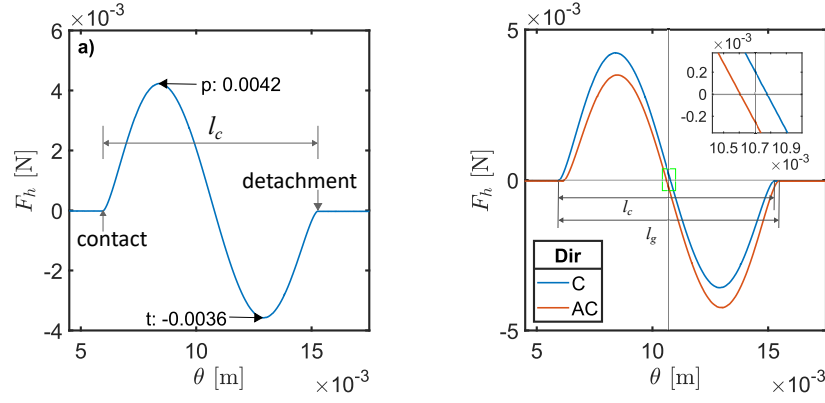 ×10⁻³
a)
6
4
2
0
-2
-4
F_h [N]
p: 0.0042
l_c
detachment
contact
t: -0.0036
5
10
15
θ [m]
×10⁻³
×10⁻³
5
0
-5
F_h [N]
×10⁻³
0.2
0
-0.2
10.5 10.7 10.9
×10⁻³
l_c
l_g
Dir
C
AC
5
10
15
θ [m]
×10⁻³